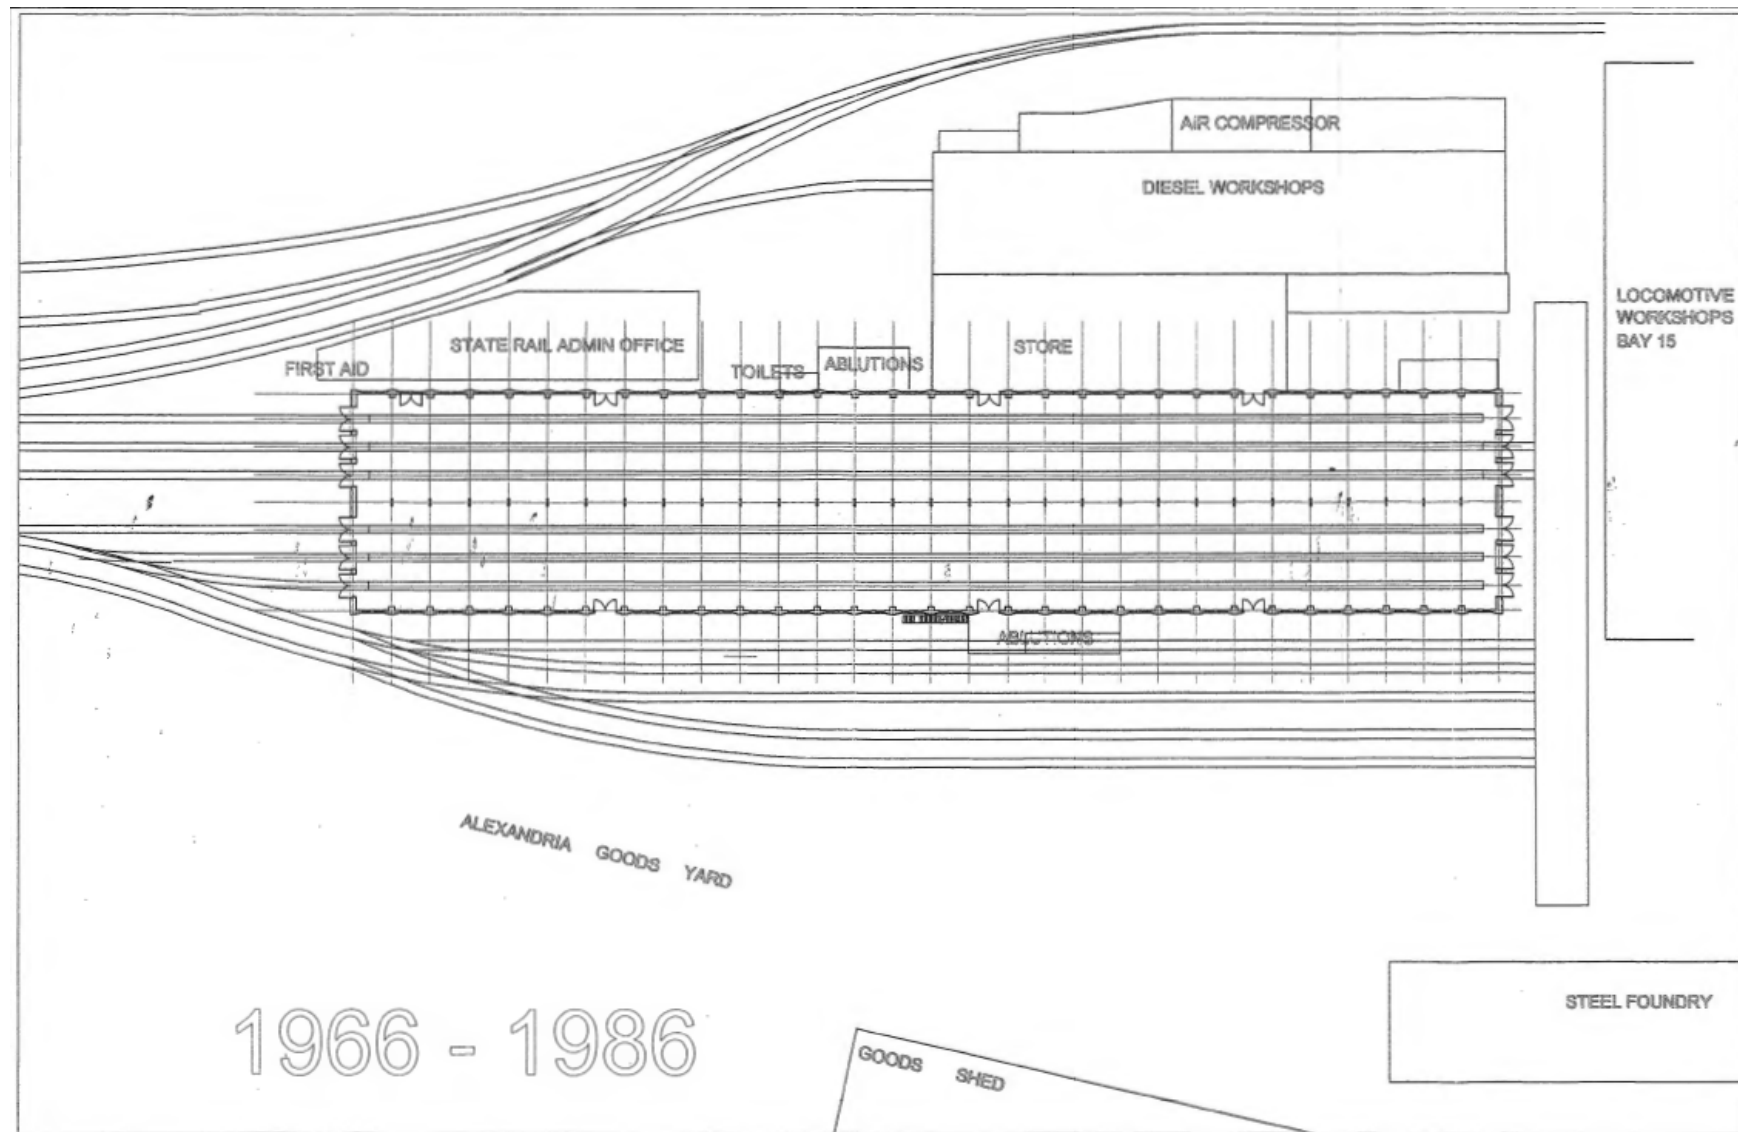 AIR COMPRESSOR
DIESEL WORKSHOPS
LOCOMOTIVE
WORKSHOPS
BAY 15
STATE RAIL ADMIN OFFICE
STORE
FIRST AID
TOILETS
ABLUTIONS
ABLUTIONS
ALEXANDRIA GOODS YARD
STEEL FOUNDRY
1966 - 1986
GOODS SHED